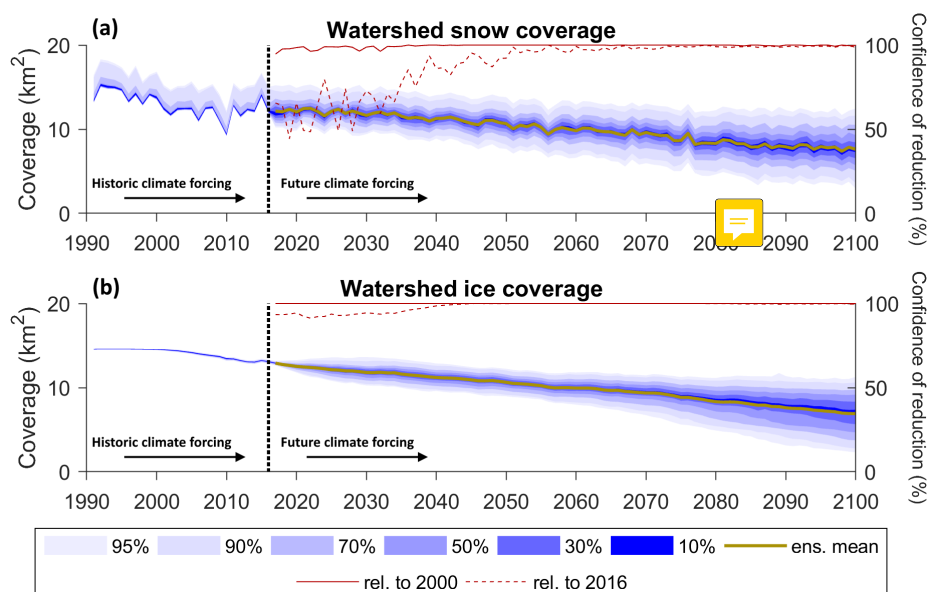 (a)
Watershed snow coverage
20
10
0
Coverage (km2)
100
50
0
Confidence of reduction (%)
Historic climate forcing
Future climate forcing
1990 2000 2010 2020 2030 2040 2050 2060 2070 2090 2100
(b)
Watershed ice coverage
20
10
0
Coverage (km2)
100
50
0
Confidence of reduction (%)
Historic climate forcing
Future climate forcing
1990 2000 2010 2020 2030 2040 2050 2060 2070 2080 2090 2100
95% 90% 70% 50% 30% 10% ens. mean
rel. to 2000 rel. to 2016